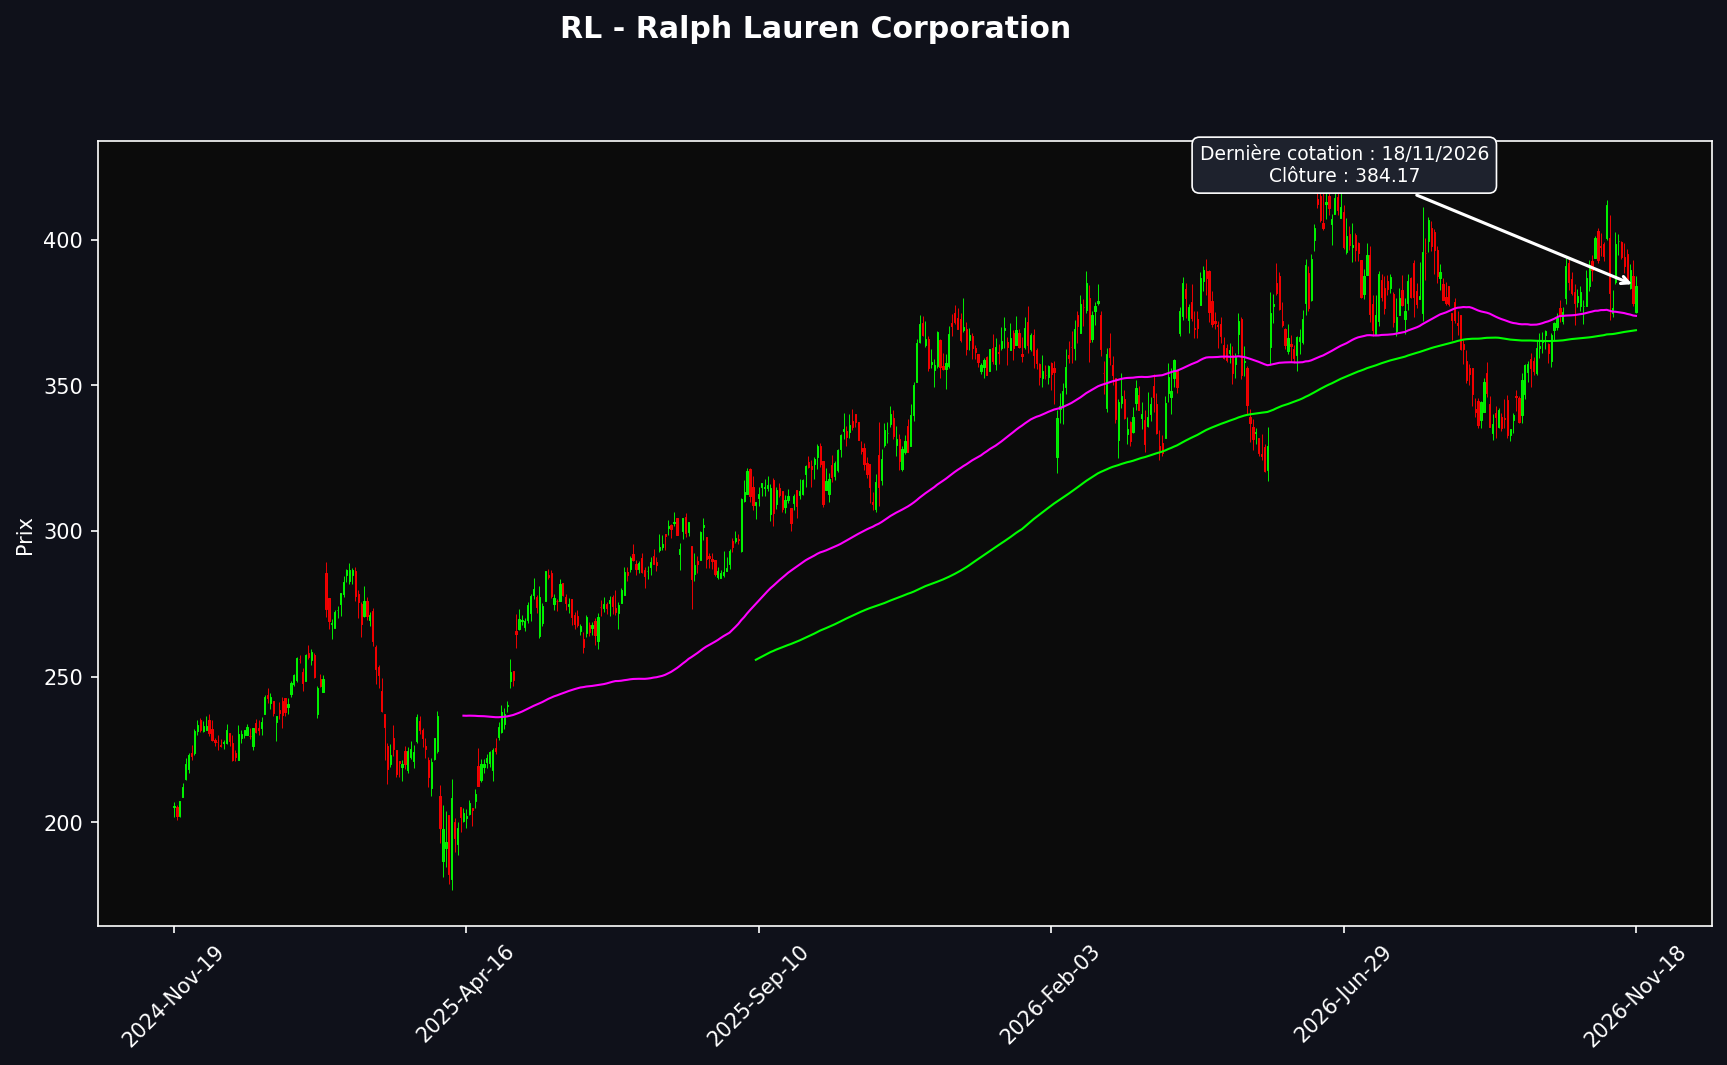 RL - Ralph Lauren Corporation
Dernière cotation : 18/11/2026
Clôture : 384.17
Prix
400
350
300
250
200
2024-Nov-19
2025-Apr-16
2025-Sep-10
2026-Feb-03
2026-Jun-29
2026-Nov-18